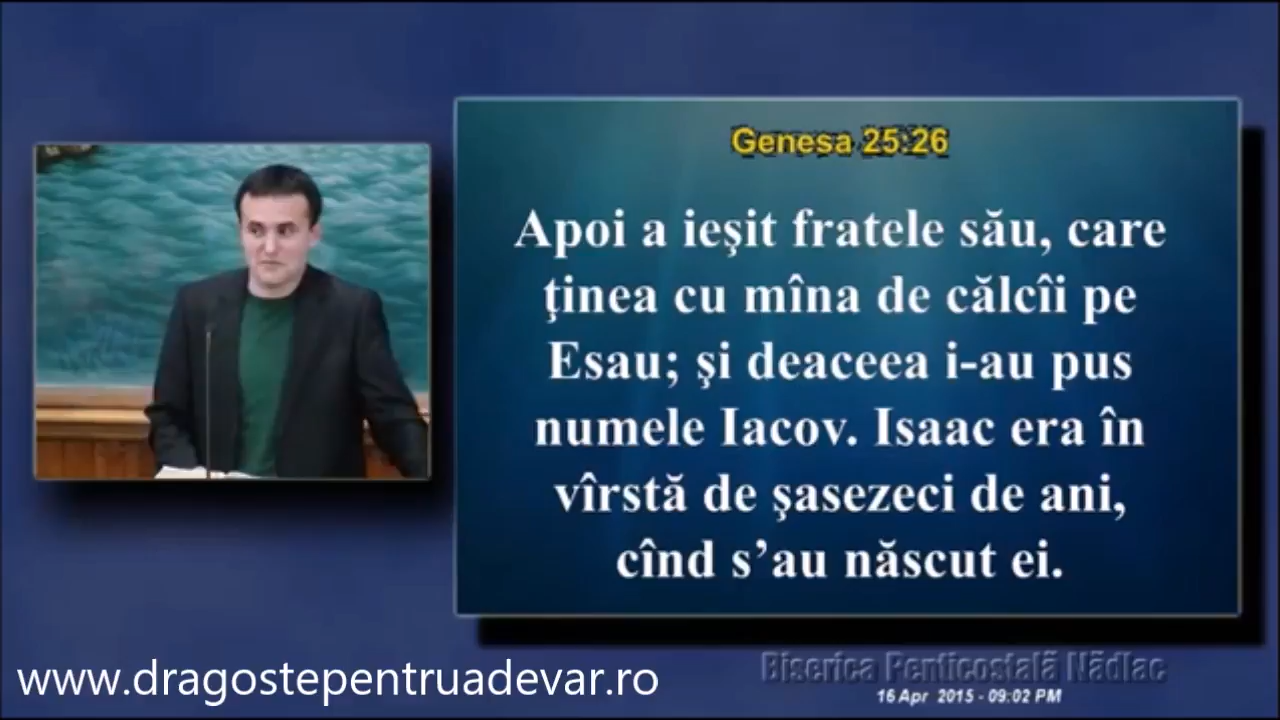 Genesa 25:26
Apoi a ieşit fratele său, care
ţinea cu mîna de călcîi pe
Esau; şi deaceea i-au pus
numele Iacov. Isaac era în
vîrstă de şasezeci de ani,
cînd s’au născut ei.
www.dragostepentruadevar.ro
Biserica Penticostală Nădlac
16 Apr 2015 - 09:02 PM